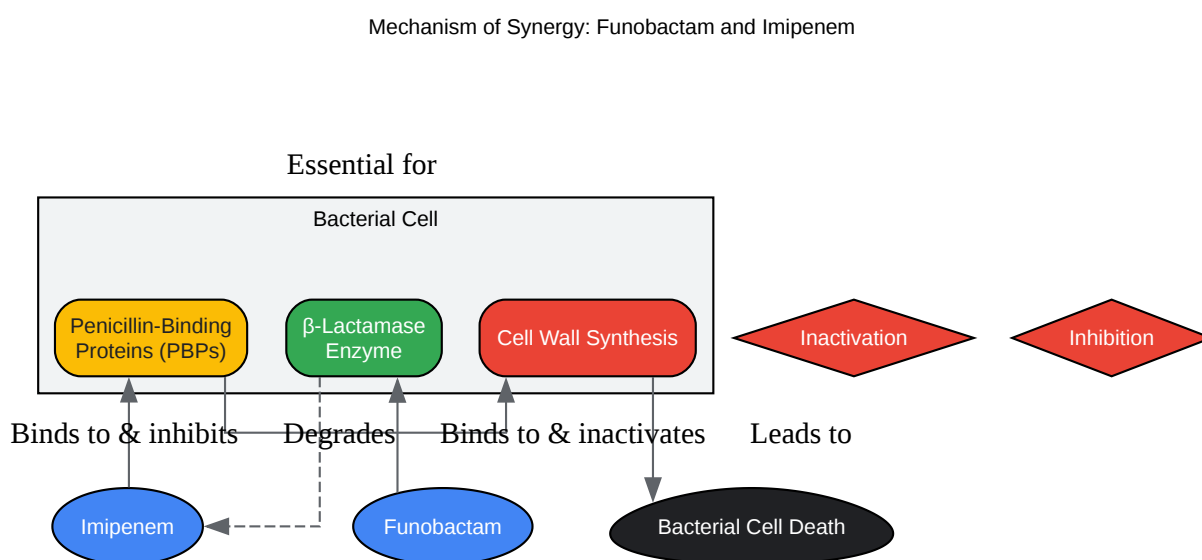 Mechanism of Synergy: Funobactam and Imipenem
Essential for
Bacterial Cell
Penicillin-Binding
Proteins (PBPs)
β-Lactamase
Enzyme
Cell Wall Synthesis
Inactivation
Inhibition
Binds to & inhibits
Degrades
Binds to & inactivates
Leads to
Imipenem
Funobactam
Bacterial Cell Death